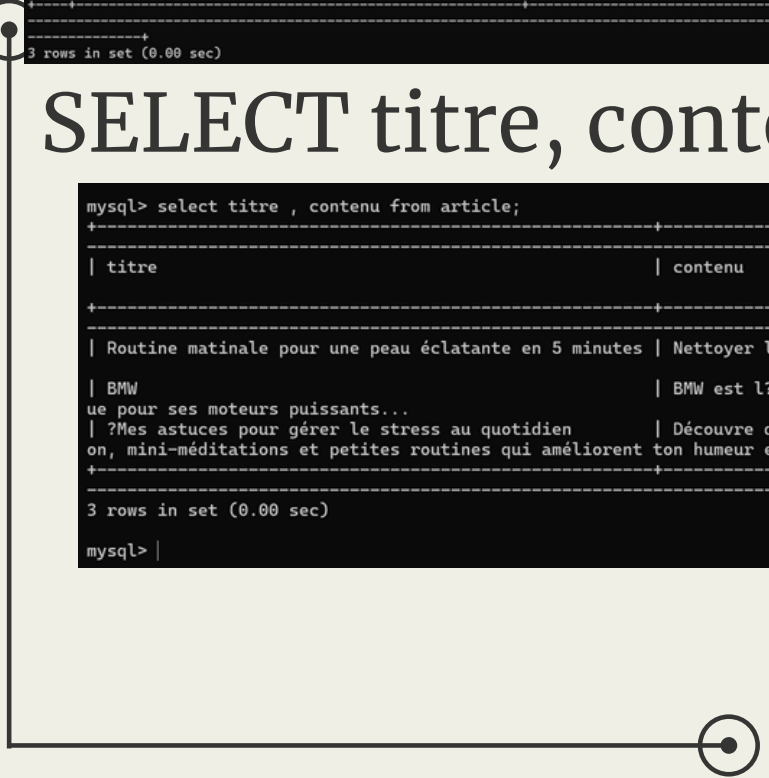 3 rows in set (0.00 sec)
SELECT titre,
mysql> select titre , contenu from article;
| titre | contenu
| Routine matinale pour une peau éclatante en 5 minutes | Nettoyer
| BMW | BMW est l?
ue pour ses moteurs puissants...
| ?Mes astuces pour gérer le stress au quotidien | Découvre
on, mini-méditations et petites routines qui améliorent ton humeur
3 rows in set (0.00 sec)
mysql>